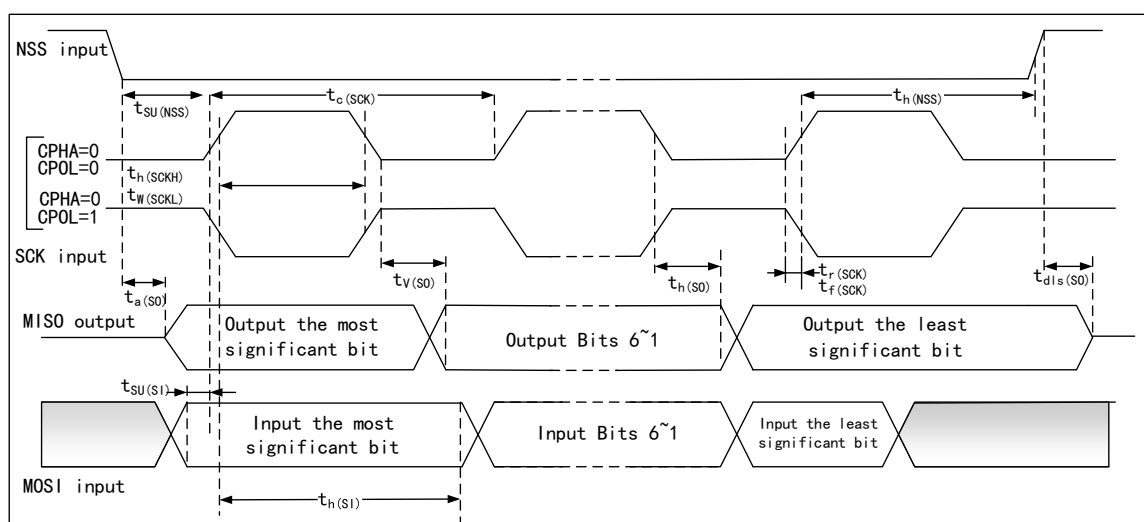 NSS input
tSU(NSS)
tc(SCK)
th(NSS)
CPHA=0
CPOL=0
th(SCKH)
CPHA=0
tW(SCKL)
CPOL=1
SCK input
ta(SO)
tV(SO)
th(SO)
tr(SCK)
tf(SCK)
tdis(SO)
MISO output
Output the most
significant bit
Output Bits 6~1
Output the least
significant bit
tSU(SI)
Input the most
significant bit
Input Bits 6~1
Input the least
significant bit
MOSI input
th(SI)